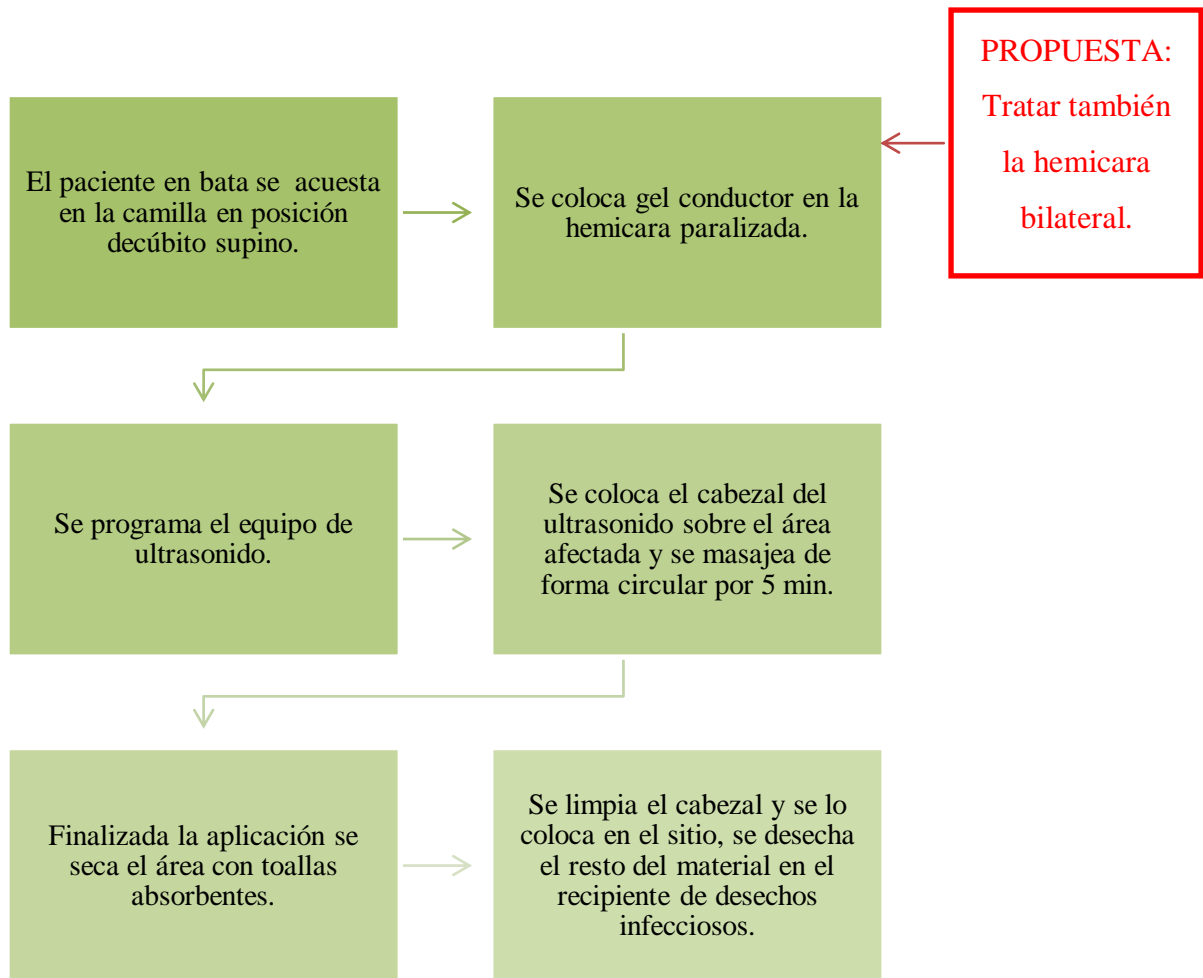 PROPUESTA:
Tratar también
la hemicara
bilateral.
El paciente en bata se acuesta
en la camilla en posición
decúbito supino.
Se coloca gel conductor en la
hemicara paralizada.
Se programa el equipo de
ultrasonido.
Se coloca el cabezal del
ultrasonido sobre el área
afectada y se masajea de
forma circular por 5 min.
Finalizada la aplicación se
seca el área con toallas
absorbentes.
Se limpia el cabezal y se lo
coloca en el sitio, se desecha
el resto del material en el
recipiente de desechos
infecciosos.